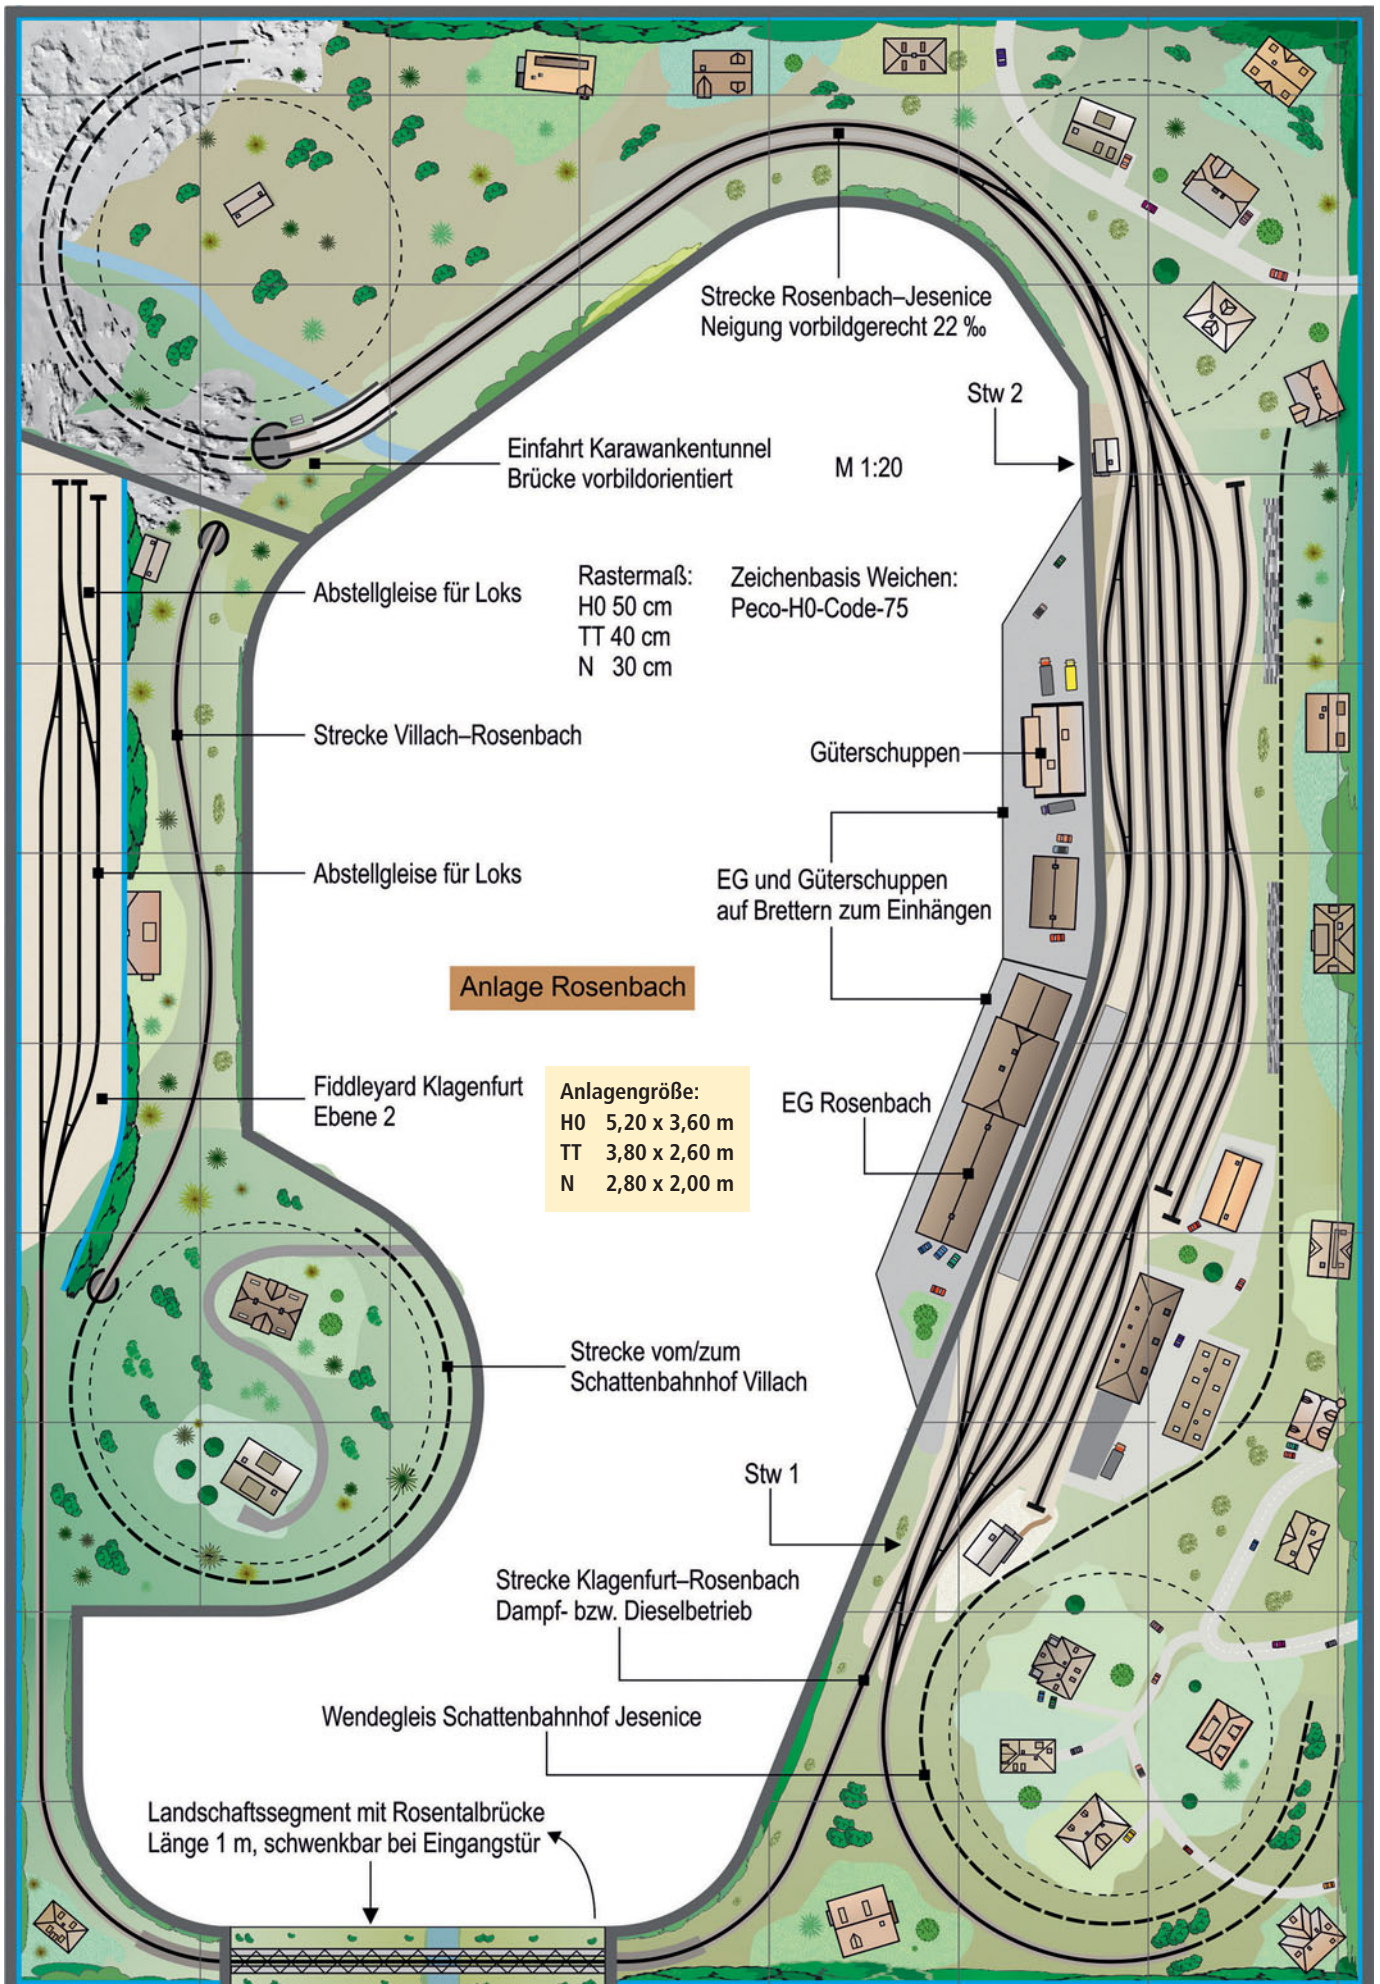 Strecke Rosenbach–Jesenice
Neigung vorbildgerecht 22 ‰
Stw 2
Einfahrt Karawankentunnel
Brücke vorbildorientiert
M 1:20
Abstellgleise für Loks
Rastermaß:
H0 50 cm
TT 40 cm
N 30 cm
Zeichenbasis Weichen:
Peco-H0-Code-75
Strecke Villach–Rosenbach
Güterschuppen
Abstellgleise für Loks
EG und Güterschuppen
auf Brettern zum Einhängen
Anlage Rosenbach
Fiddleyard Klagenfurt
Ebene 2
Anlagengröße:
H0 5,20 x 3,60 m
TT 3,80 x 2,60 m
N 2,80 x 2,00 m
EG Rosenbach
Strecke vom/zum
Schattenbahnhof Villach
Stw 1
Strecke Klagenfurt–Rosenbach
Dampf- bzw. Dieselbetrieb
Wendegleis Schattenbahnhof Jesenice
Landschaftssegment mit Rosentalbrücke
Länge 1 m, schwenkbar bei Eingangstür